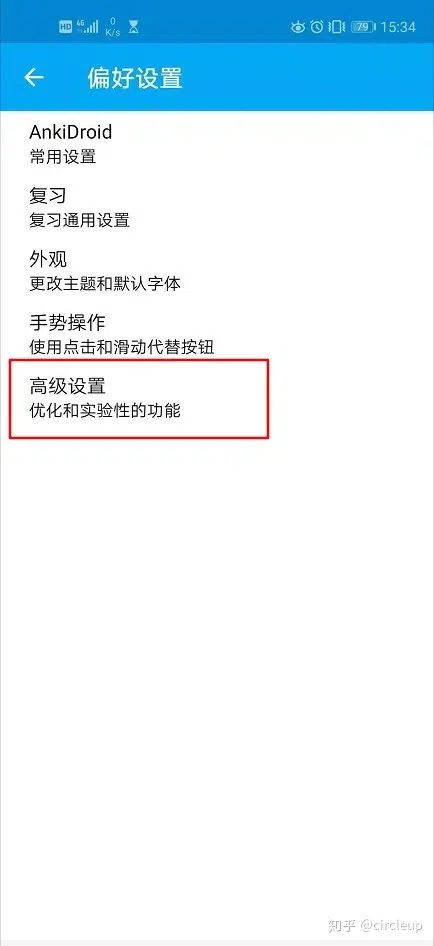 HD 4G 0 K/s 79 15:34
偏好设置
AnkiDroid
常用设置
复习
复习通用设置
外观
更改主题和默认字体
手势操作
使用点击和滑动代替按钮
高级设置
优化和实验性的功能
知乎 @circleup